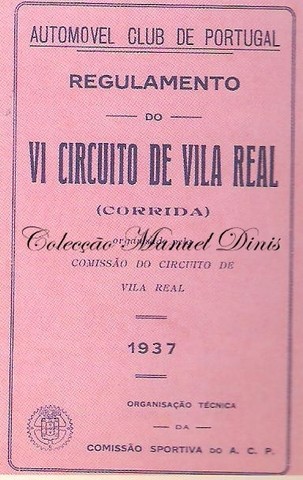 AUTOMOVEL CLUB DE PORTUGAL
REGULAMENTO
DO
VI CIRCUITO DE VILA REAL
(CORRIDA)
Colecção Manuel Dinis
COMISSÃO DO CIRCUITO DE
VILA REAL
1937
ORGANISAÇÃO TÉCNICA
DA
COMISSÃO SPORTIVA DO A. C. P.